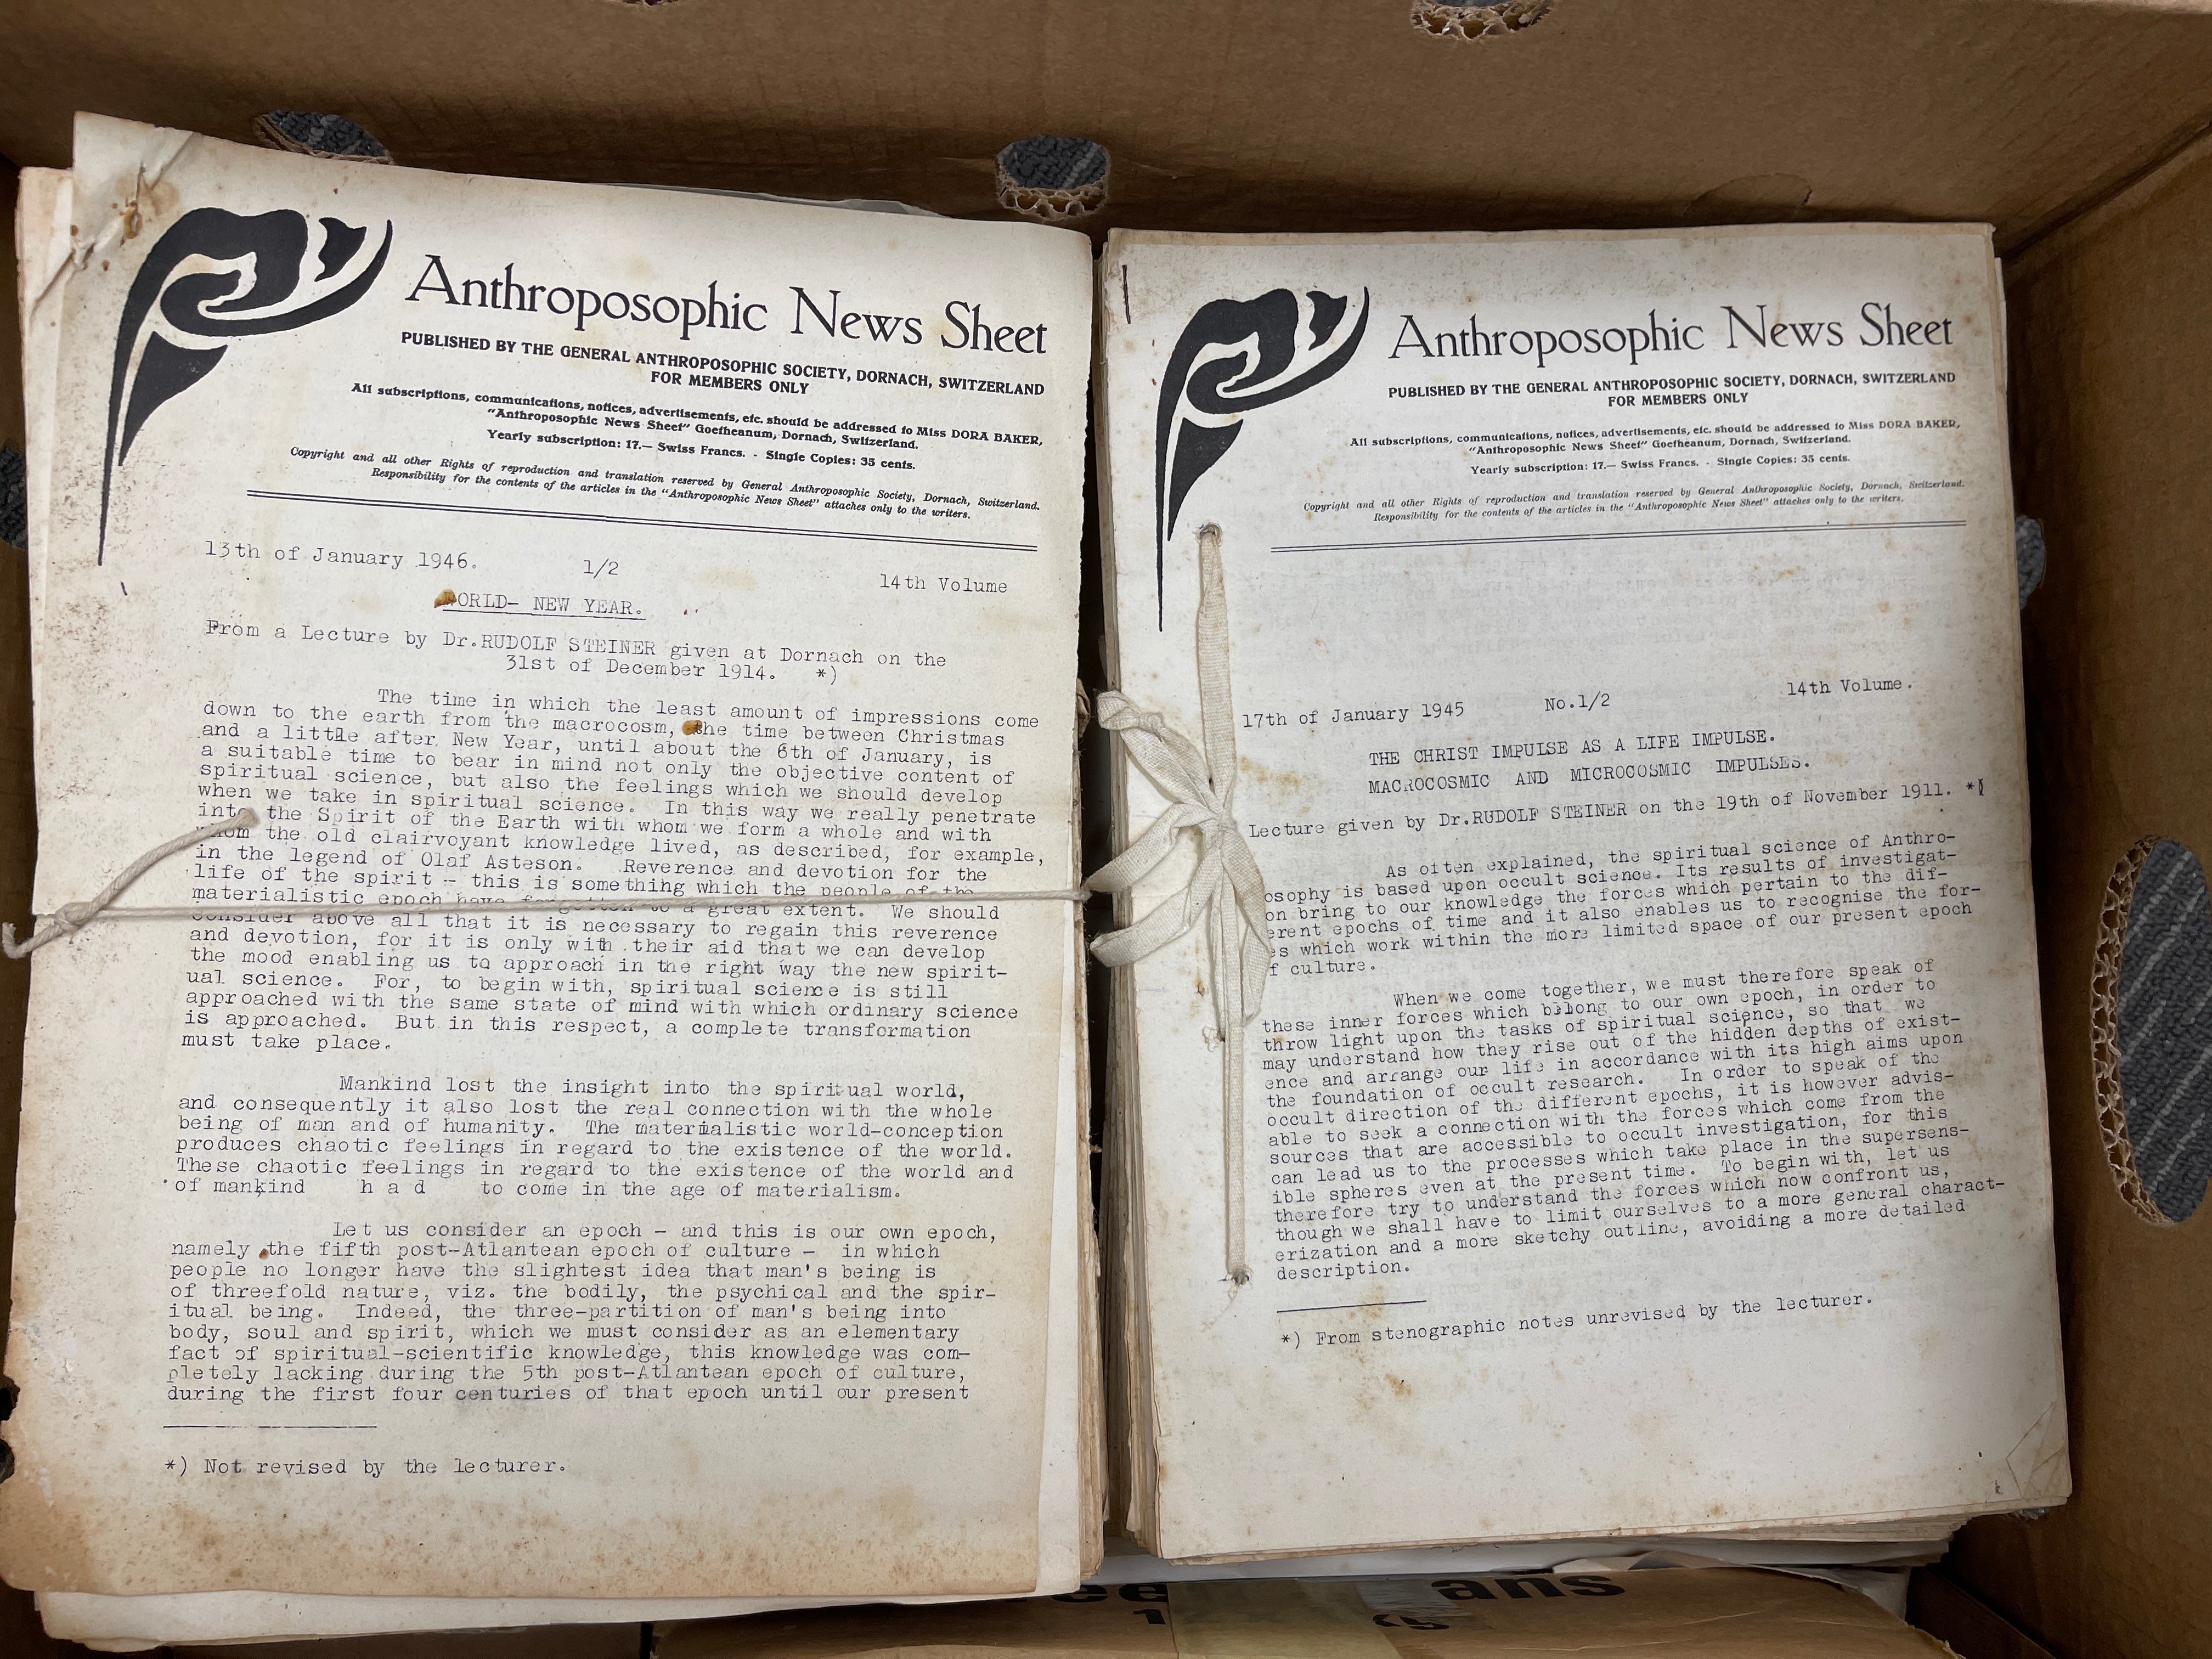 Anthroposophic News Sheet
PUBLISHED BY THE GENERAL ANTHROPOSOPHIC SOCIETY, DORNACH, SWITZERLAND
FOR MEMBERS ONLY
All subscriptions, communications, notices, advertisements, etc. should be addressed to Miss DORA BAKER,
"Anthroposophic News Sheet" Goetheanum, Dornach, Switzerland.
Yearly subscription: 17.— Swiss Francs. - Single Copies: 35 cents.
Copyright and all other Rights of reproduction and translation reserved by General Anthroposophic Society, Dornach, Switzerland.
Responsibility for the contents of the articles in the "Anthroposophic News Sheet" attaches only to the writers.
13th of January 1946. 1/2 14th Volume
ORLD- NEW YEAR.
From a Lecture by Dr.RUDOLF STEINER given at Dornach on the
31st of December 1914. *)
The time in which the least amount of impressions come
down to the earth from the macrocosm, the time between Christmas
and a little after New Year, until about the 6th of January, is
a suitable time to bear in mind not only the objective content of
spiritual science, but also the feelings which we should develop
when we take in spiritual science. In this way we really penetrate
into the Spirit of the Earth with whom we form a whole and with
whom the old clairvoyant knowledge lived, as described, for example,
in the legend of Olaf Asteson. Reverence and devotion for the
life of the spirit - this is something which the people of the
materialistic epoch have forgotten to a great extent. We should
consider above all that it is necessary to regain this reverence
and devotion, for it is only with their aid that we can develop
the mood enabling us to approach in the right way the new spirit-
ual science. For, to begin with, spiritual science is still
approached with the same state of mind with which ordinary science
is approached. But in this respect, a complete transformation
must take place.
Mankind lost the insight into the spiritual world,
and consequently it also lost the real connection with the whole
being of man and of humanity. The materialistic world-conception
produces chaotic feelings in regard to the existence of the world.
These chaotic feelings in regard to the existence of the world and
of mankind h a d to come in the age of materialism.
Let us consider an epoch - and this is our own epoch,
namely the fifth post-Atlantean epoch of culture - in which
people no longer have the slightest idea that man's being is
of threefold nature, viz. the bodily, the psychical and the spir-
itual being. Indeed, the three-partition of man's being into
body, soul and spirit, which we must consider as an elementary
fact of spiritual-scientific knowledge, this knowledge was com-
pletely lacking during the 5th post-Atlantean epoch of culture,
during the first four centuries of that epoch until our present
*) Not revised by the lecturer.
Anthroposophic News Sheet
PUBLISHED BY THE GENERAL ANTHROPOSOPHIC SOCIETY, DORNACH, SWITZERLAND
FOR MEMBERS ONLY
All subscriptions, communications, notices, advertisements, etc. should be addressed to Miss DORA BAKER,
"Anthroposophic News Sheet" Goetheanum, Dornach, Switzerland.
Yearly subscription: 17.— Swiss Francs. - Single Copies: 35 cents.
Copyright and all other Rights of reproduction and translation reserved by General Anthroposophic Society, Dornach, Switzerland.
Responsibility for the contents of the articles in the "Anthroposophic News Sheet" attaches only to the writers.
17th of January 1945 No.1/2 14th Volume.
THE CHRIST IMPULSE AS A LIFE IMPULSE.
MACROCOSMIC AND MICROCOSMIC IMPULSES.
Lecture given by Dr.RUDOLF STEINER on the 19th of November 1911. *)
As often explained, the spiritual science of Anthro-
osophy is based upon occult science. Its results of investigat-
on bring to our knowledge the forces which pertain to the dif-
erent epochs of time and it also enables us to recognise the for-
es which work within the more limited space of our present epoch
f culture.
When we come together, we must therefore speak of
these inner forces which belong to our own epoch, in order to
throw light upon the tasks of spiritual science, so that we
may understand how they rise out of the hidden depths of exist-
ence and arrange our life in accordance with its high aims upon
the foundation of occult research. In order to speak of the
occult direction of the different epochs, it is however advis-
able to seek a connection with the forces which come from the
sources that are accessible to occult investigation, for this
can lead us to the processes which take place in the supersens-
ible spheres even at the present time. To begin with, let us
therefore try to understand the forces which now confront us,
though we shall have to limit ourselves to a more general charact-
erization and a more sketchy outline, avoiding a more detailed
description.
*) From stenographic notes unrevised by the lecturer.
ans